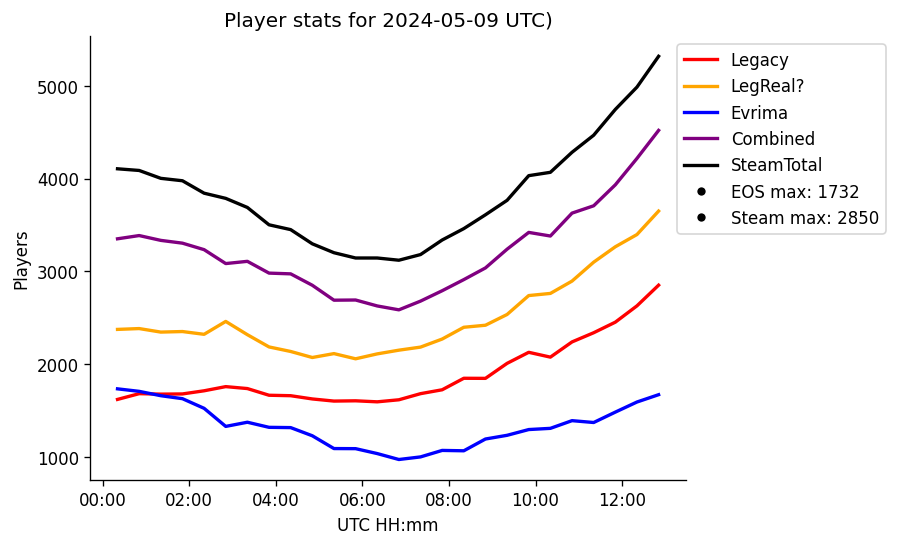 Player stats for 2024-05-09 UTC)
Players
5000
4000
3000
2000
1000
00:00 02:00 04:00 06:00 08:00 10:00 12:00
UTC HH:mm
Legacy
LegReal?
Evrima
Combined
SteamTotal
EOS max: 1732
Steam max: 2850